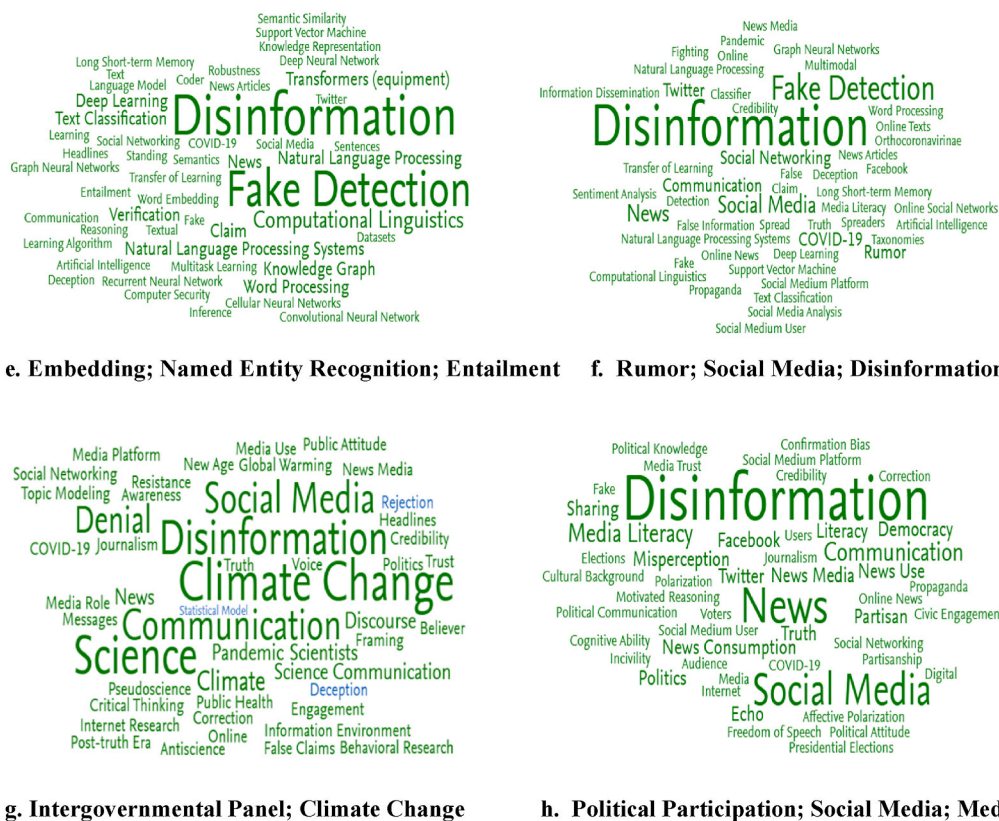 Semantic Similarity
Support Vector Machine
Knowledge Representation
Deep Neural Network
Long Short-term Memory
Text
Coder
Robustness
Language Model
News Articles
Transformers (equipment)
Deep Learning
Twitter
Disinformation
Text Classification
Learning
Social Networking
COVID-19
Social Media
Sentences
Headlines
Standing
Semantics
News
Natural Language Processing
Graph Neural Networks
Transfer of Learning
Fake Detection
Entailment
Word Embedding
Communication
Verification
Fake
Computational Linguistics
Reasoning
Textual
Claim
Datasets
Learning Algorithm
Natural Language Processing Systems
Artificial Intelligence
Multitask Learning
Knowledge Graph
Deception
Recurrent Neural Network
Word Processing
Computer Security
Cellular Neural Networks
Inference
Convolutional Neural Network
News Media
Pandemic
Fighting
Online
Graph Neural Networks
Natural Language Processing
Multimodal
Information Dissemination
Twitter
Classifier
Fake Detection
Credibility
Word Processing
Disinformation
Online Texts
Orthocoronavirinae
Social Networking
News Articles
Transfer of Learning
False
Deception
Facebook
Sentiment Analysis
Communication
Claim
Long Short-term Memory
Detection
Social Media
Media Literacy
Online Social Networks
News
False Information
Spread
Truth
Spreaders
Artificial Intelligence
Natural Language Processing Systems
COVID-19
Taxonomies
Online News
Deep Learning
Rumor
Fake
Support Vector Machine
Computational Linguistics
Social Medium Platform
Propaganda
Text Classification
Social Media Analysis
Social Medium User
e. Embedding; Named Entity Recognition; Entailment
f. Rumor; Social Media; Disinformation
Media Use
Public Attitude
Media Platform
New Age
Global Warming
News Media
Social Networking
Resistance
Topic Modeling
Awareness
Social Media
Rejection
Denial
Headlines
Disinformation
Credibility
COVID-19
Journalism
Truth
Voice
Politics
Trust
Climate Change
Media Role
News
Statistical Model
Messages
Communication
Discourse
Believer
Framing
Science
Pandemic
Scientists
Science Communication
Climate
Pseudoscience
Deception
Critical Thinking
Public Health
Engagement
Internet Research
Correction
Information Environment
Post-truth Era
Online
Antiscience
False Claims
Behavioral Research
Political Knowledge
Confirmation Bias
Media Trust
Social Medium Platform
Credibility
Correction
Fake
Disinformation
Sharing
Media Literacy
Facebook
Users
Literacy
Democracy
Elections
Misperception
Journalism
Communication
Cultural Background
Polarization
Twitter
News Media
News Use
Propaganda
Motivated Reasoning
News
Online News
Political Communication
Voters
Partisan
Civic Engagement
Social Medium User
Truth
Cognitive Ability
News Consumption
Social Networking
Incivility
Audience
COVID-19
Partisanship
Politics
Media
Digital
Internet
Social Media
Echo
Affective Polarization
Freedom of Speech
Political Attitude
Presidential Elections
g. Intergovernmental Panel; Climate Change
h. Political Participation; Social Media; Med